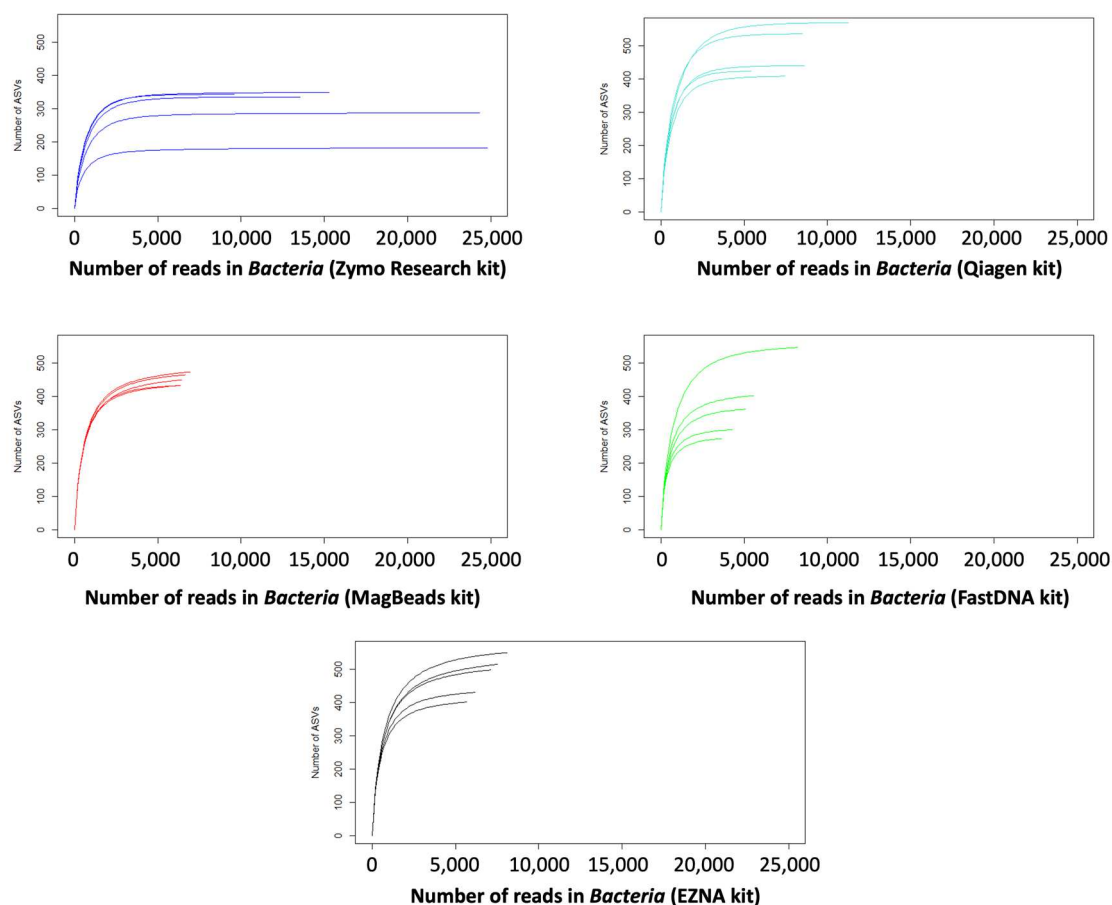 Number of ASVs
500
400
300
200
100
0
0 5,000 10,000 15,000 20,000 25,000
Number of reads in Bacteria (Zymo Research kit)
Number of ASVs
500
400
300
200
100
0
0 5,000 10,000 15,000 20,000 25,000
Number of reads in Bacteria (Qiagen kit)
Number of ASVs
500
400
300
200
100
0
0 5,000 10,000 15,000 20,000 25,000
Number of reads in Bacteria (MagBeads kit)
Number of ASVs
500
400
300
200
100
0
0 5,000 10,000 15,000 20,000 25,000
Number of reads in Bacteria (FastDNA kit)
Number of ASVs
500
400
300
200
100
0
0 5,000 10,000 15,000 20,000 25,000
Number of reads in Bacteria (EZNA kit)